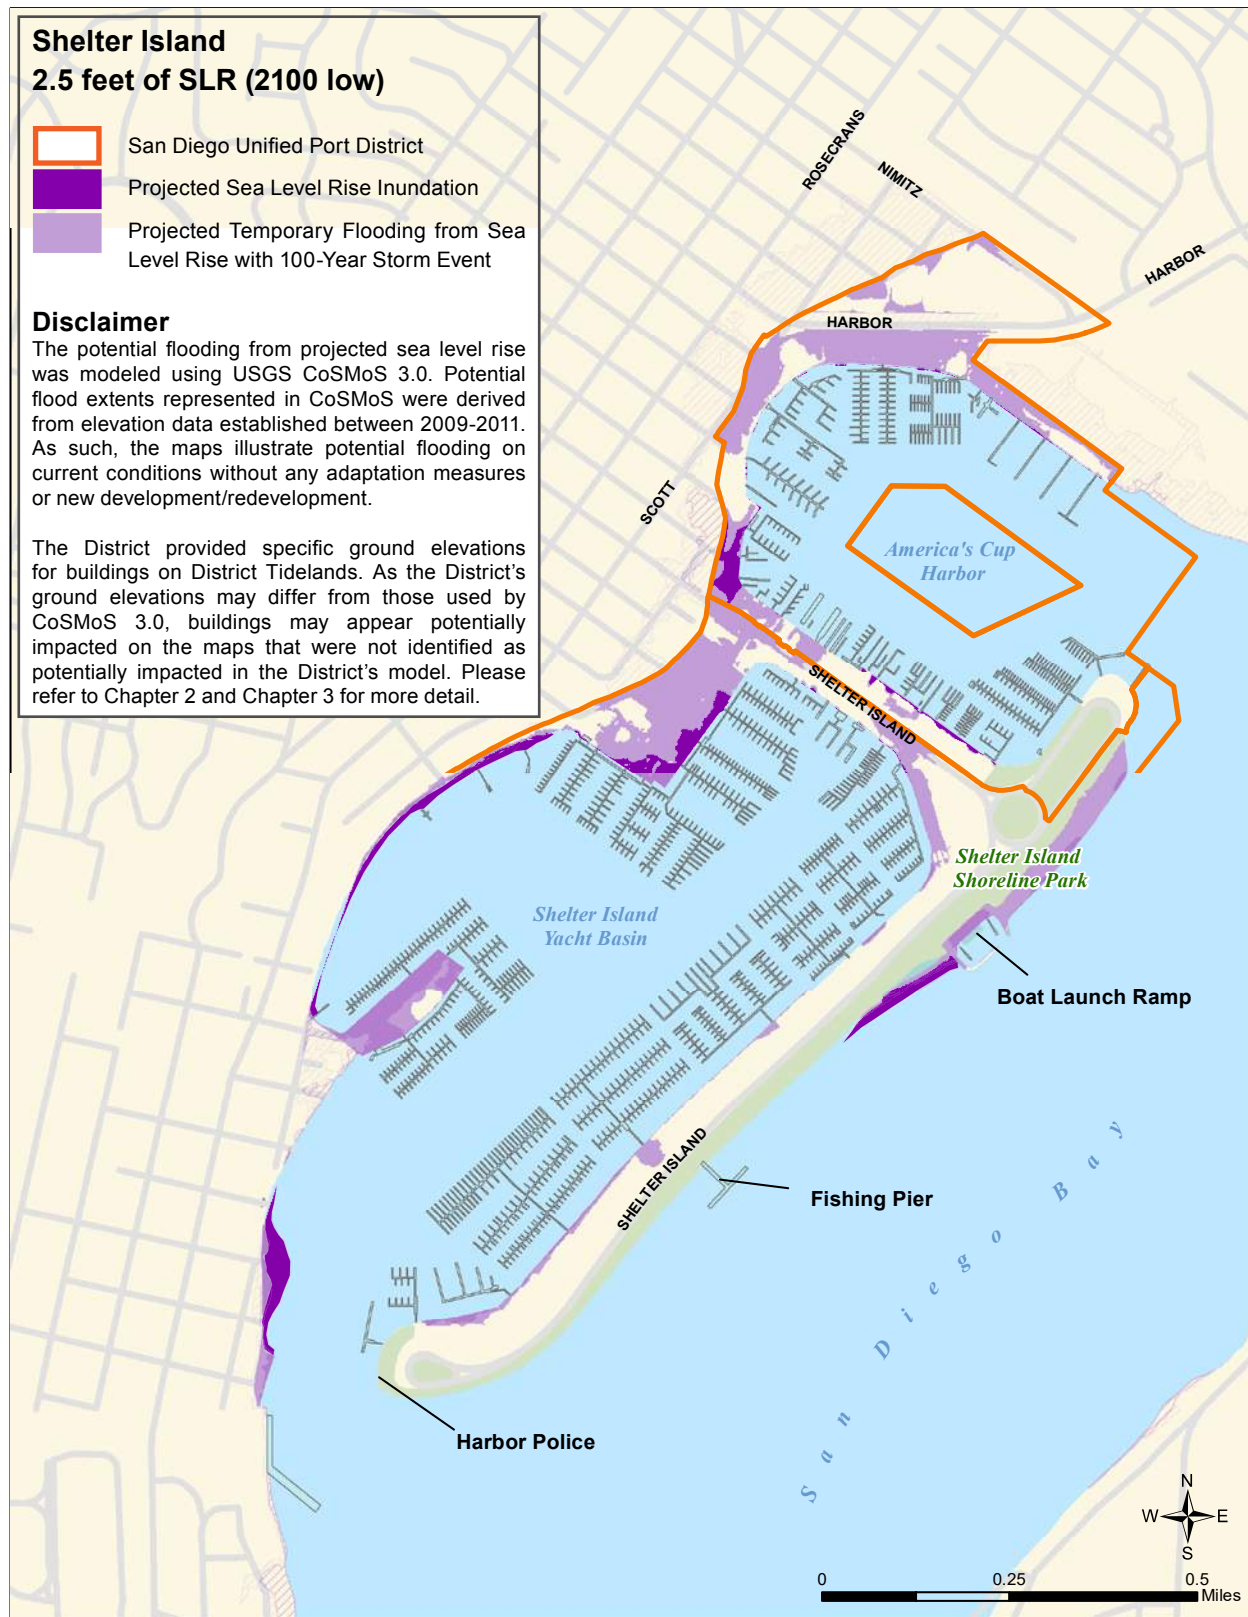 Shelter Island
2.5 feet of SLR (2100 low)
San Diego Unified Port District
Projected Sea Level Rise Inundation
Projected Temporary Flooding from Sea
Level Rise with 100-Year Storm Event
Disclaimer
The potential flooding from projected sea level rise
was modeled using USGS CoSMoS 3.0. Potential
flood extents represented in CoSMoS were derived
from elevation data established between 2009-2011.
As such, the maps illustrate potential flooding on
current conditions without any adaptation measures
or new development/redevelopment.
The District provided specific ground elevations
for buildings on District Tidelands. As the District’s
ground elevations may differ from those used by
CoSMoS 3.0, buildings may appear potentially
impacted on the maps that were not identified as
potentially impacted in the District’s model. Please
refer to Chapter 2 and Chapter 3 for more detail.
ROSECRANS
NIMITZ
HARBOR
HARBOR
SCOTT
America's Cup
Harbor
SHELTER ISLAND
Shelter Island
Shoreline Park
Shelter Island
Yacht Basin
Boat Launch Ramp
SHELTER ISLAND
Fishing Pier
San Diego Bay
Harbor Police
N
W E
S
0 0.25 0.5
Miles